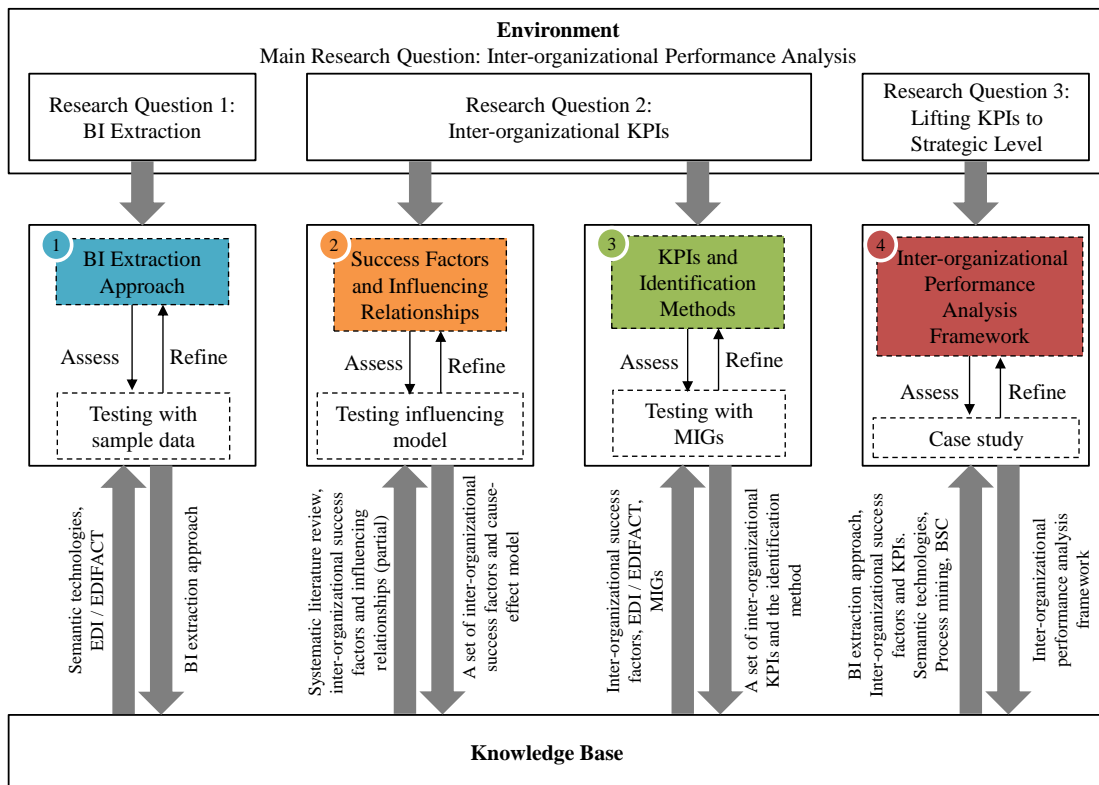 Environment
Main Research Question: Inter-organizational Performance Analysis
Research Question 1:
BI Extraction
Research Question 2:
Inter-organizational KPIs
Research Question 3:
Lifting KPIs to
Strategic Level
1
BI Extraction
Approach
Assess
Refine
Testing with
sample data
2
Success Factors
and Influencing
Relationships
Assess
Refine
Testing influencing
model
3
KPIs and
Identification
Methods
Assess
Refine
Testing with
MIGs
4
Inter-organizational
Performance
Analysis
Framework
Assess
Refine
Case study
Semantic technologies,
EDI / EDIFACT
BI extraction approach
Systematic literature review,
inter-organizational success
factors and influencing
relationships (partial)
A set of inter-organizational
success factors and cause-
effect model
Inter-organizational success
factors, EDI / EDIFACT,
MIGs
A set of inter-organizational
KPIs and the identification
method
BI extraction approach,
Inter-organizational success
factors and KPIs.
Semantic technologies,
Process mining, BSC
Inter-organizational
performance analysis
framework
Knowledge Base